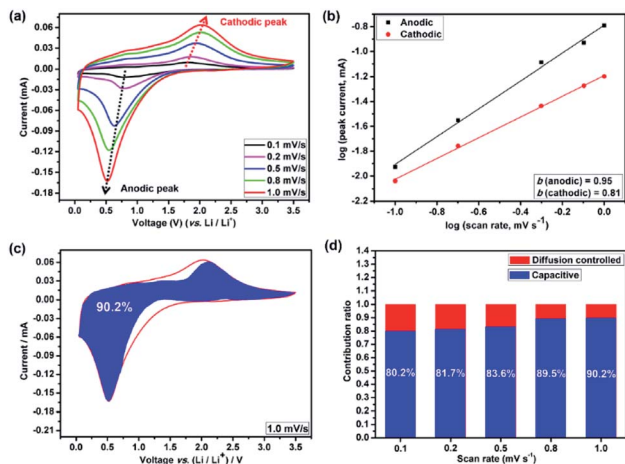 (a)
Cathodic peak
Anodic peak
0.1 mV/s
0.2 mV/s
0.5 mV/s
0.8 mV/s
1.0 mV/s
Current (mA)
0.06
0.03
0.00
-0.03
-0.06
-0.09
-0.12
-0.15
-0.18
0.0 0.5 1.0 1.5 2.0 2.5 3.0 3.5
Voltage (V) (vs. Li / Li+)
(b)
Anodic
Cathodic
log (peak current, mA)
-0.8
-1.0
-1.2
-1.4
-1.6
-1.8
-2.0
-2.2
b (anodic) = 0.95
b (cathodic) = 0.81
-1.0 -0.8 -0.6 -0.4 -0.2 0.0
log (scan rate, mV s⁻¹)
(c)
90.2%
1.0 mV/s
Current / mA
0.06
0.03
0.00
-0.03
-0.06
-0.09
-0.12
-0.15
-0.18
-0.21
0.0 0.5 1.0 1.5 2.0 2.5 3.0 3.5
Voltage vs. (Li / Li+) / V
(d)
Diffusion controlled
Capacitive
Contribution ratio
1.4
1.3
1.2
1.1
1.0
0.9
0.8
0.7
0.6
0.5
0.4
0.3
0.2
0.1
0.0
80.2% 81.7% 83.6% 89.5% 90.2%
0.1 0.2 0.5 0.8 1.0
Scan rate (mV s⁻¹)